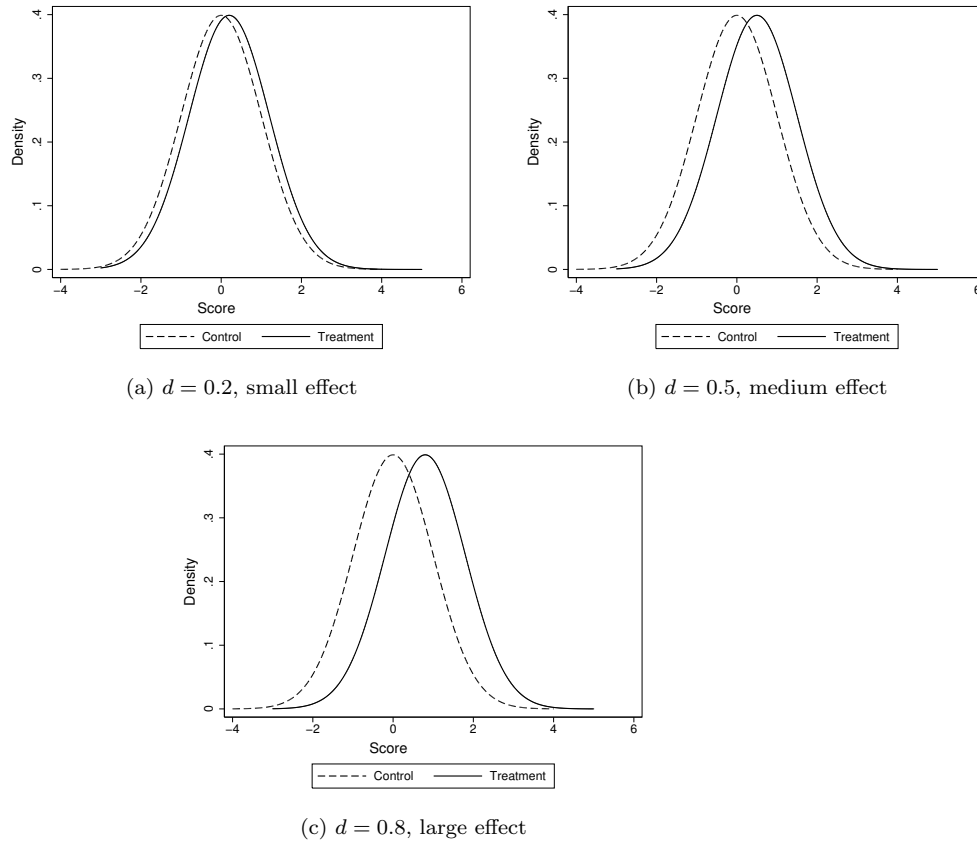 .4
.3
.2
.1
0
Density
−4 −2 0 2 4 6
Score
Control Treatment
(a) d = 0.2, small effect
.4
.3
.2
.1
0
Density
−4 −2 0 2 4 6
Score
Control Treatment
(b) d = 0.5, medium effect
.4
.3
.2
.1
0
Density
−4 −2 0 2 4 6
Score
Control Treatment
(c) d = 0.8, large effect